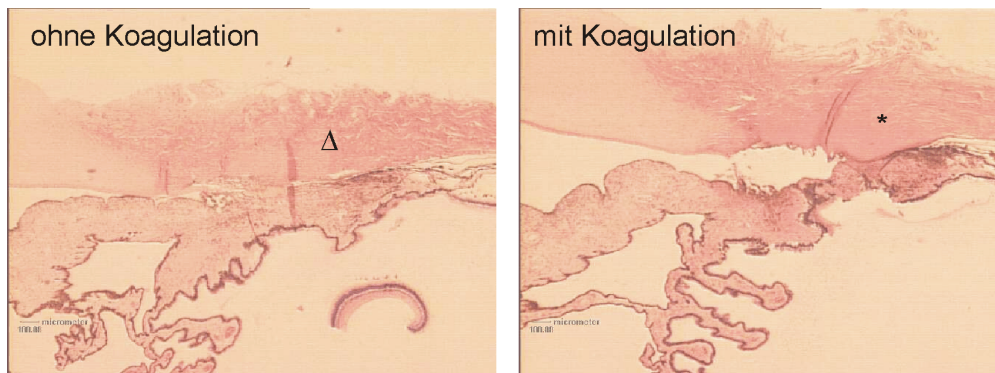 ohne Koagulation
Δ
micrometer
mit Koagulation
*
micrometer